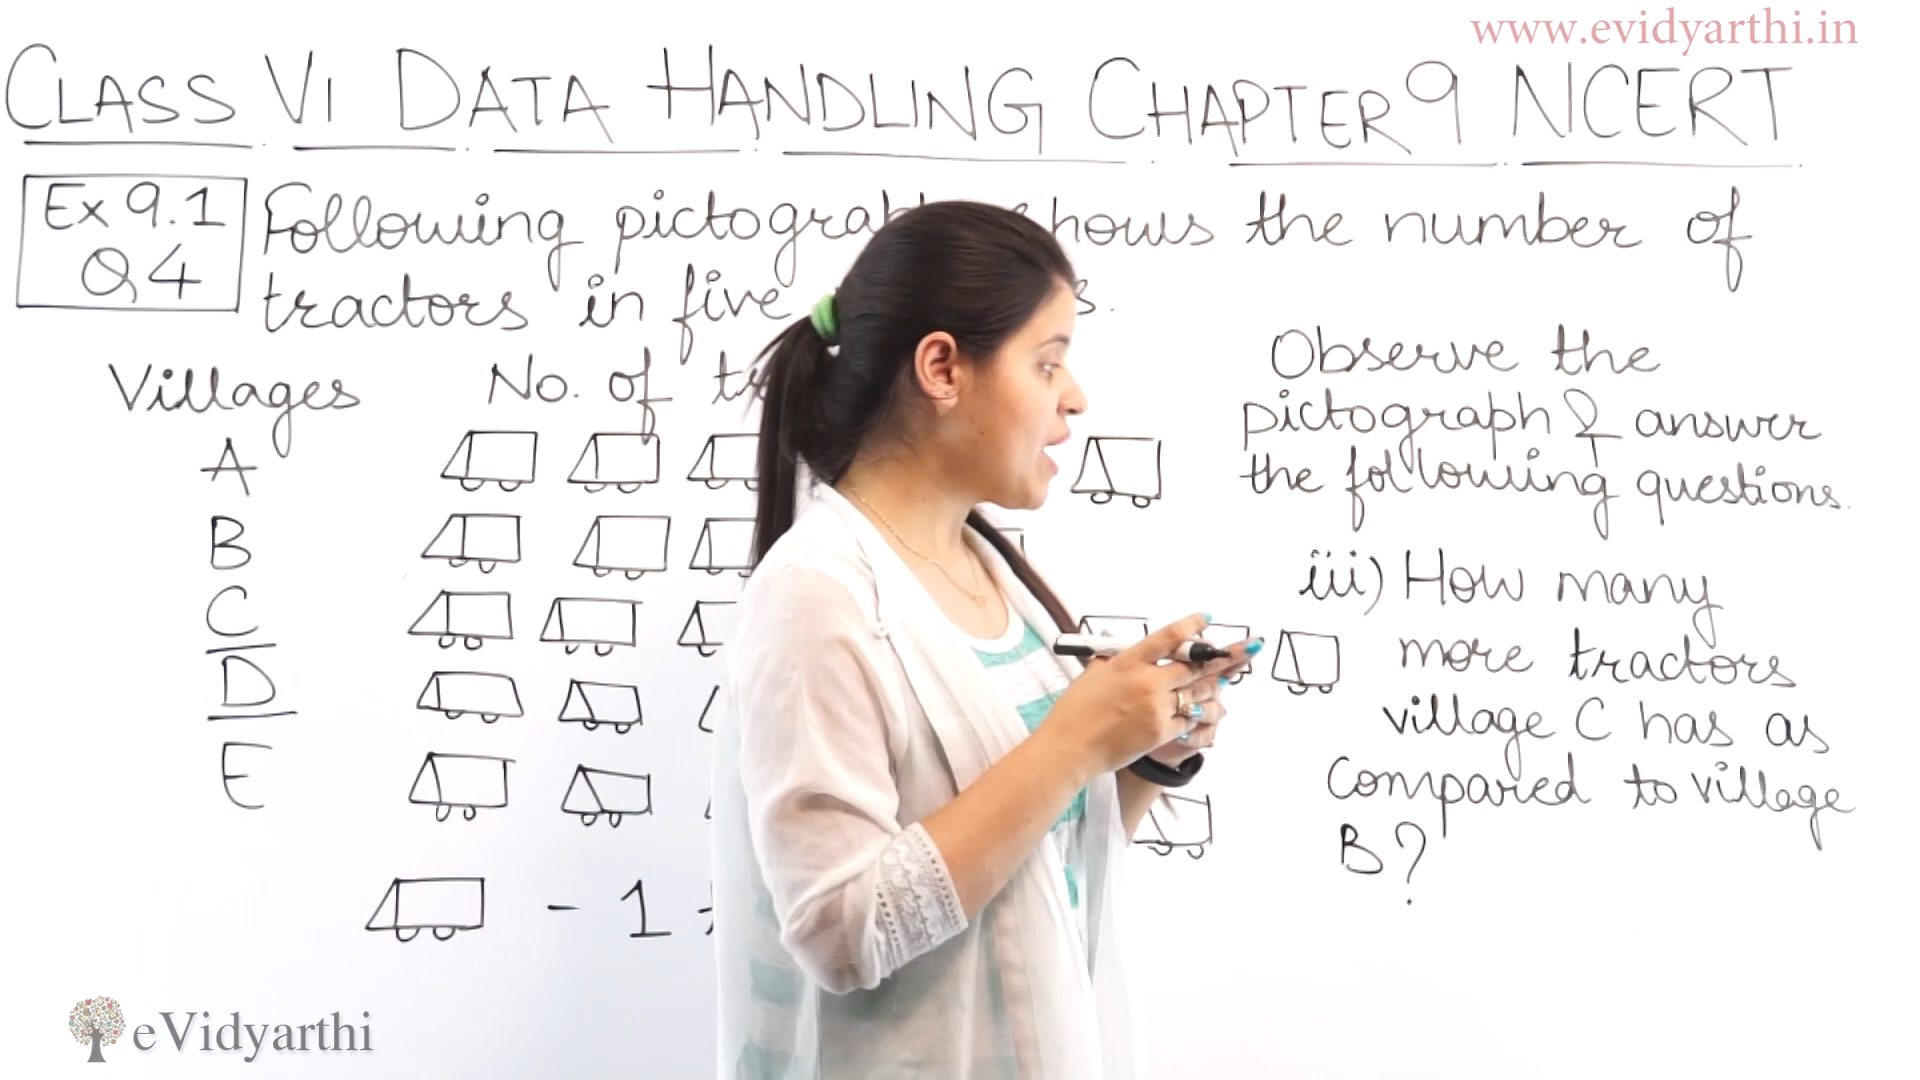 www.evidyarthi.in
CLASS VI DATA HANDLING CHAPTER 9 NCERT
Ex 9.1
Q4
Following shows the number of
tractors in five
Villages No. of
A
B
C
D
E
- 1
Observe the
pictograph & answer
the following questions.
iii) How many
more tractors
village C has as
compared to village
B?
eVidyarthi